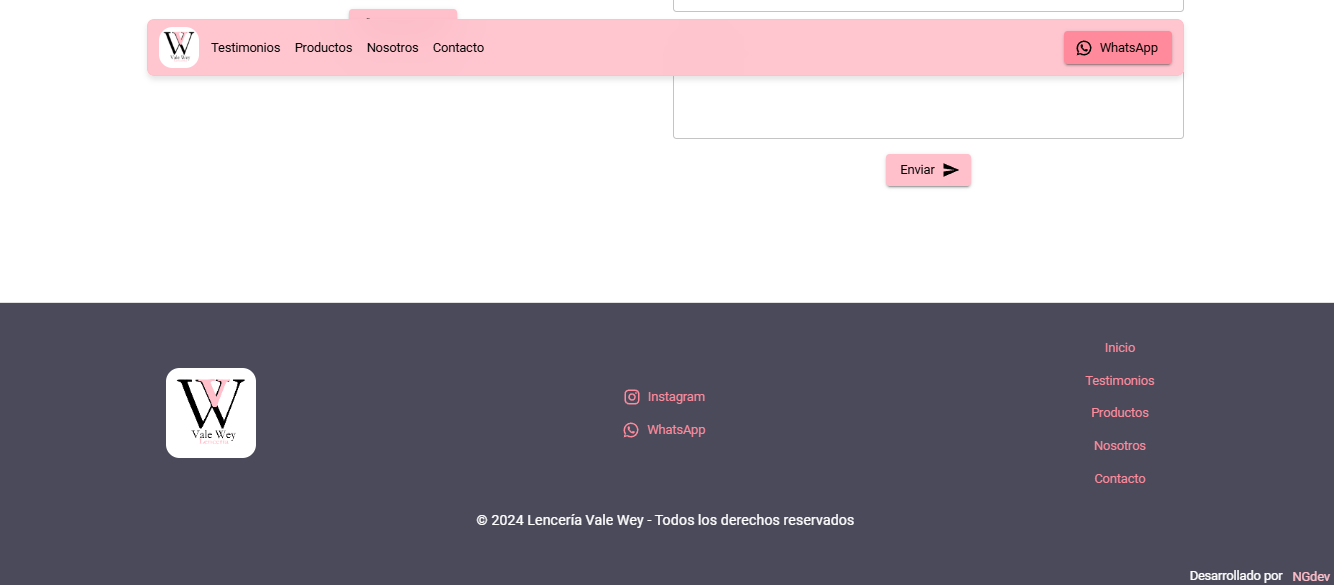 Vale Wey
Testimonios Productos Nosotros Contacto
WhatsApp
Enviar
Vale Wey
Lencería
Instagram
WhatsApp
Inicio
Testimonios
Productos
Nosotros
Contacto
© 2024 Lencería Vale Wey - Todos los derechos reservados
Desarrollado por NGdev